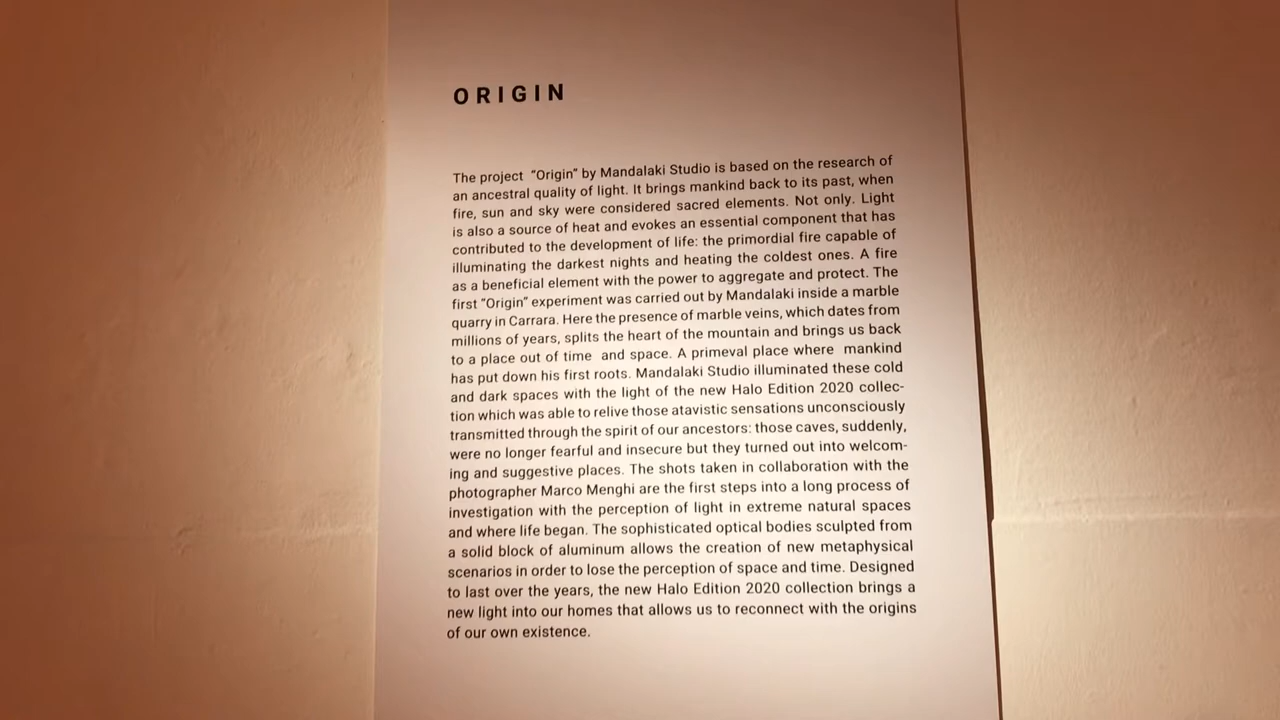 ORIGIN
The project “Origin” by Mandalaki Studio is based on the research of
an ancestral quality of light. It brings mankind back to its past, when
fire, sun and sky were considered sacred elements. Not only. Light
is also a source of heat and evokes an essential component that has
contributed to the development of life: the primordial fire capable of
illuminating the darkest nights and heating the coldest ones. A fire
as a beneficial element with the power to aggregate and protect. The
first “Origin” experiment was carried out by Mandalaki inside a marble
quarry in Carrara. Here the presence of marble veins, which dates from
millions of years, splits the heart of the mountain and brings us back
to a place out of time and space. A primeval place where mankind
has put down his first roots. Mandalaki Studio illuminated these cold
and dark spaces with the light of the new Halo Edition 2020 collec-
tion which was able to relive those atavistic sensations unconsciously
transmitted through the spirit of our ancestors: those caves, suddenly,
were no longer fearful and insecure but they turned out into welcom-
ing and suggestive places. The shots taken in collaboration with the
photographer Marco Menghi are the first steps into a long process of
investigation with the perception of light in extreme natural spaces
and where life began. The sophisticated optical bodies sculpted from
a solid block of aluminum allows the creation of new metaphysical
scenarios in order to lose the perception of space and time. Designed
to last over the years, the new Halo Edition 2020 collection brings a
new light into our homes that allows us to reconnect with the origins
of our own existence.